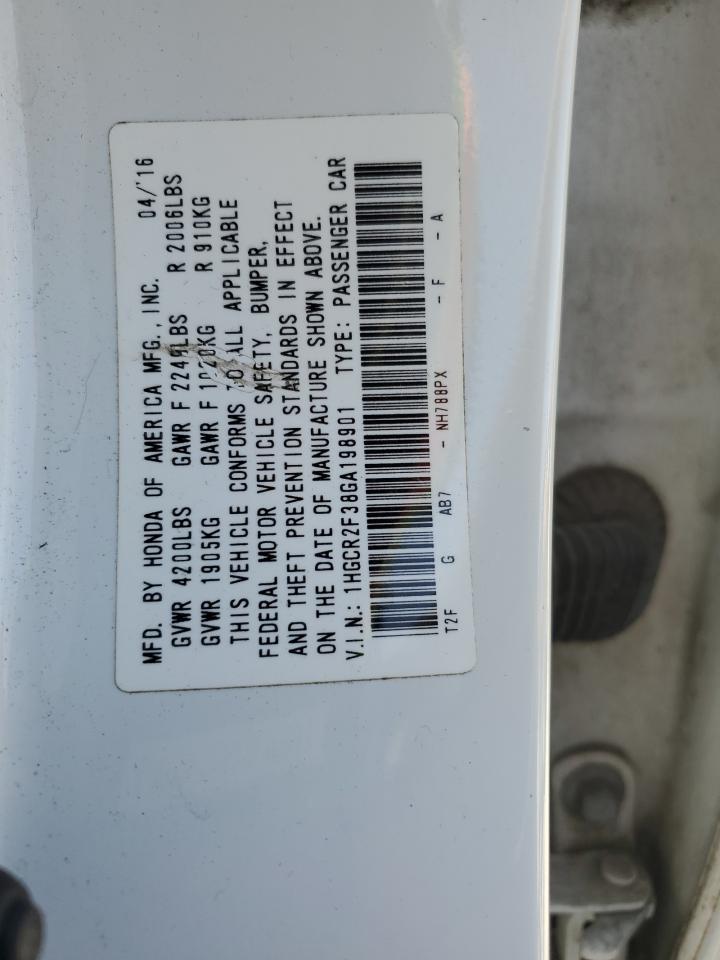 MFD. BY HONDA OF AMERICA MFG., INC. 04/'16
GVWR 4200LBS GAWR F LBS R 2006LBS
GVWR 1905KG GAWR F KG R 910KG
THIS VEHICLE CONFORMS TO ALL APPLICABLE
FEDERAL MOTOR VEHICLE SAFETY, BUMPER,
AND THEFT PREVENTION STANDARDS IN EFFECT
ON THE DATE OF MANUFACTURE SHOWN ABOVE.
V.I.N.: 1HGCR2F38GA198901 TYPE: PASSENGER CAR
T2F G AB7 - NH788PX - F - A